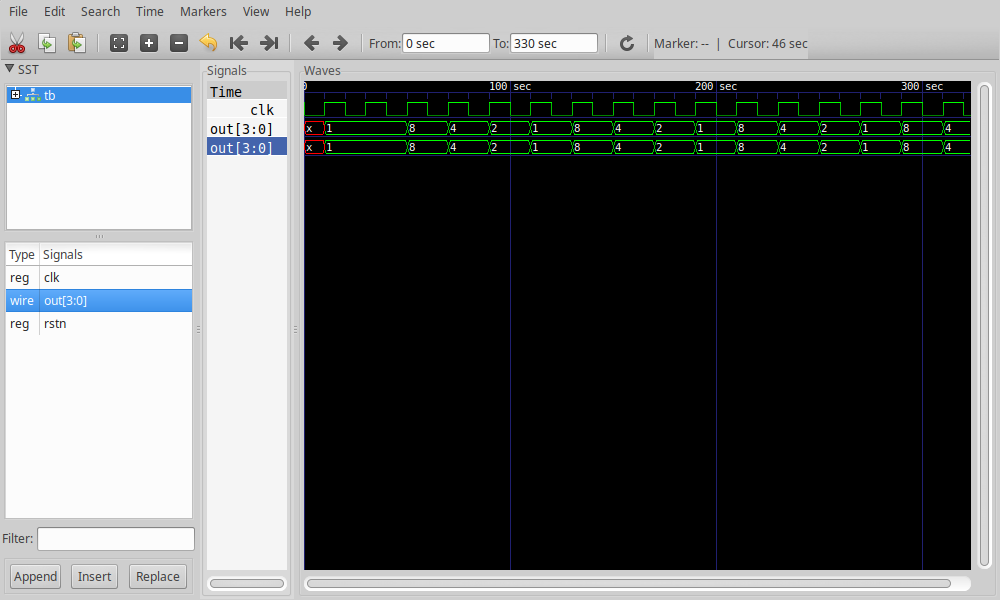 File Edit Search Time Markers View Help
From: 0 sec To: 330 sec Marker: -- | Cursor: 46 sec
SST
tb
Type Signals
reg clk
wire out[3:0]
reg rstn
Filter:
Append Insert Replace
Signals
Time
clk
out[3:0]
out[3:0]
Waves
0 100 sec 200 sec 300 sec
x 1 8 4 2 1 8 4 2 1 8 4 2 1 8 4
x 1 8 4 2 1 8 4 2 1 8 4 2 1 8 4